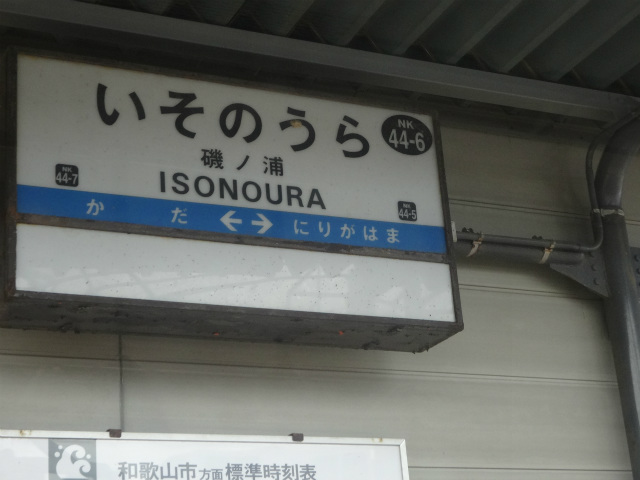 いそのうら
NK
44-6
磯ノ浦
ISONOURA
NK
44-7
NK
44-5
かだ
にりがはま
和歌山市方面標準時刻表